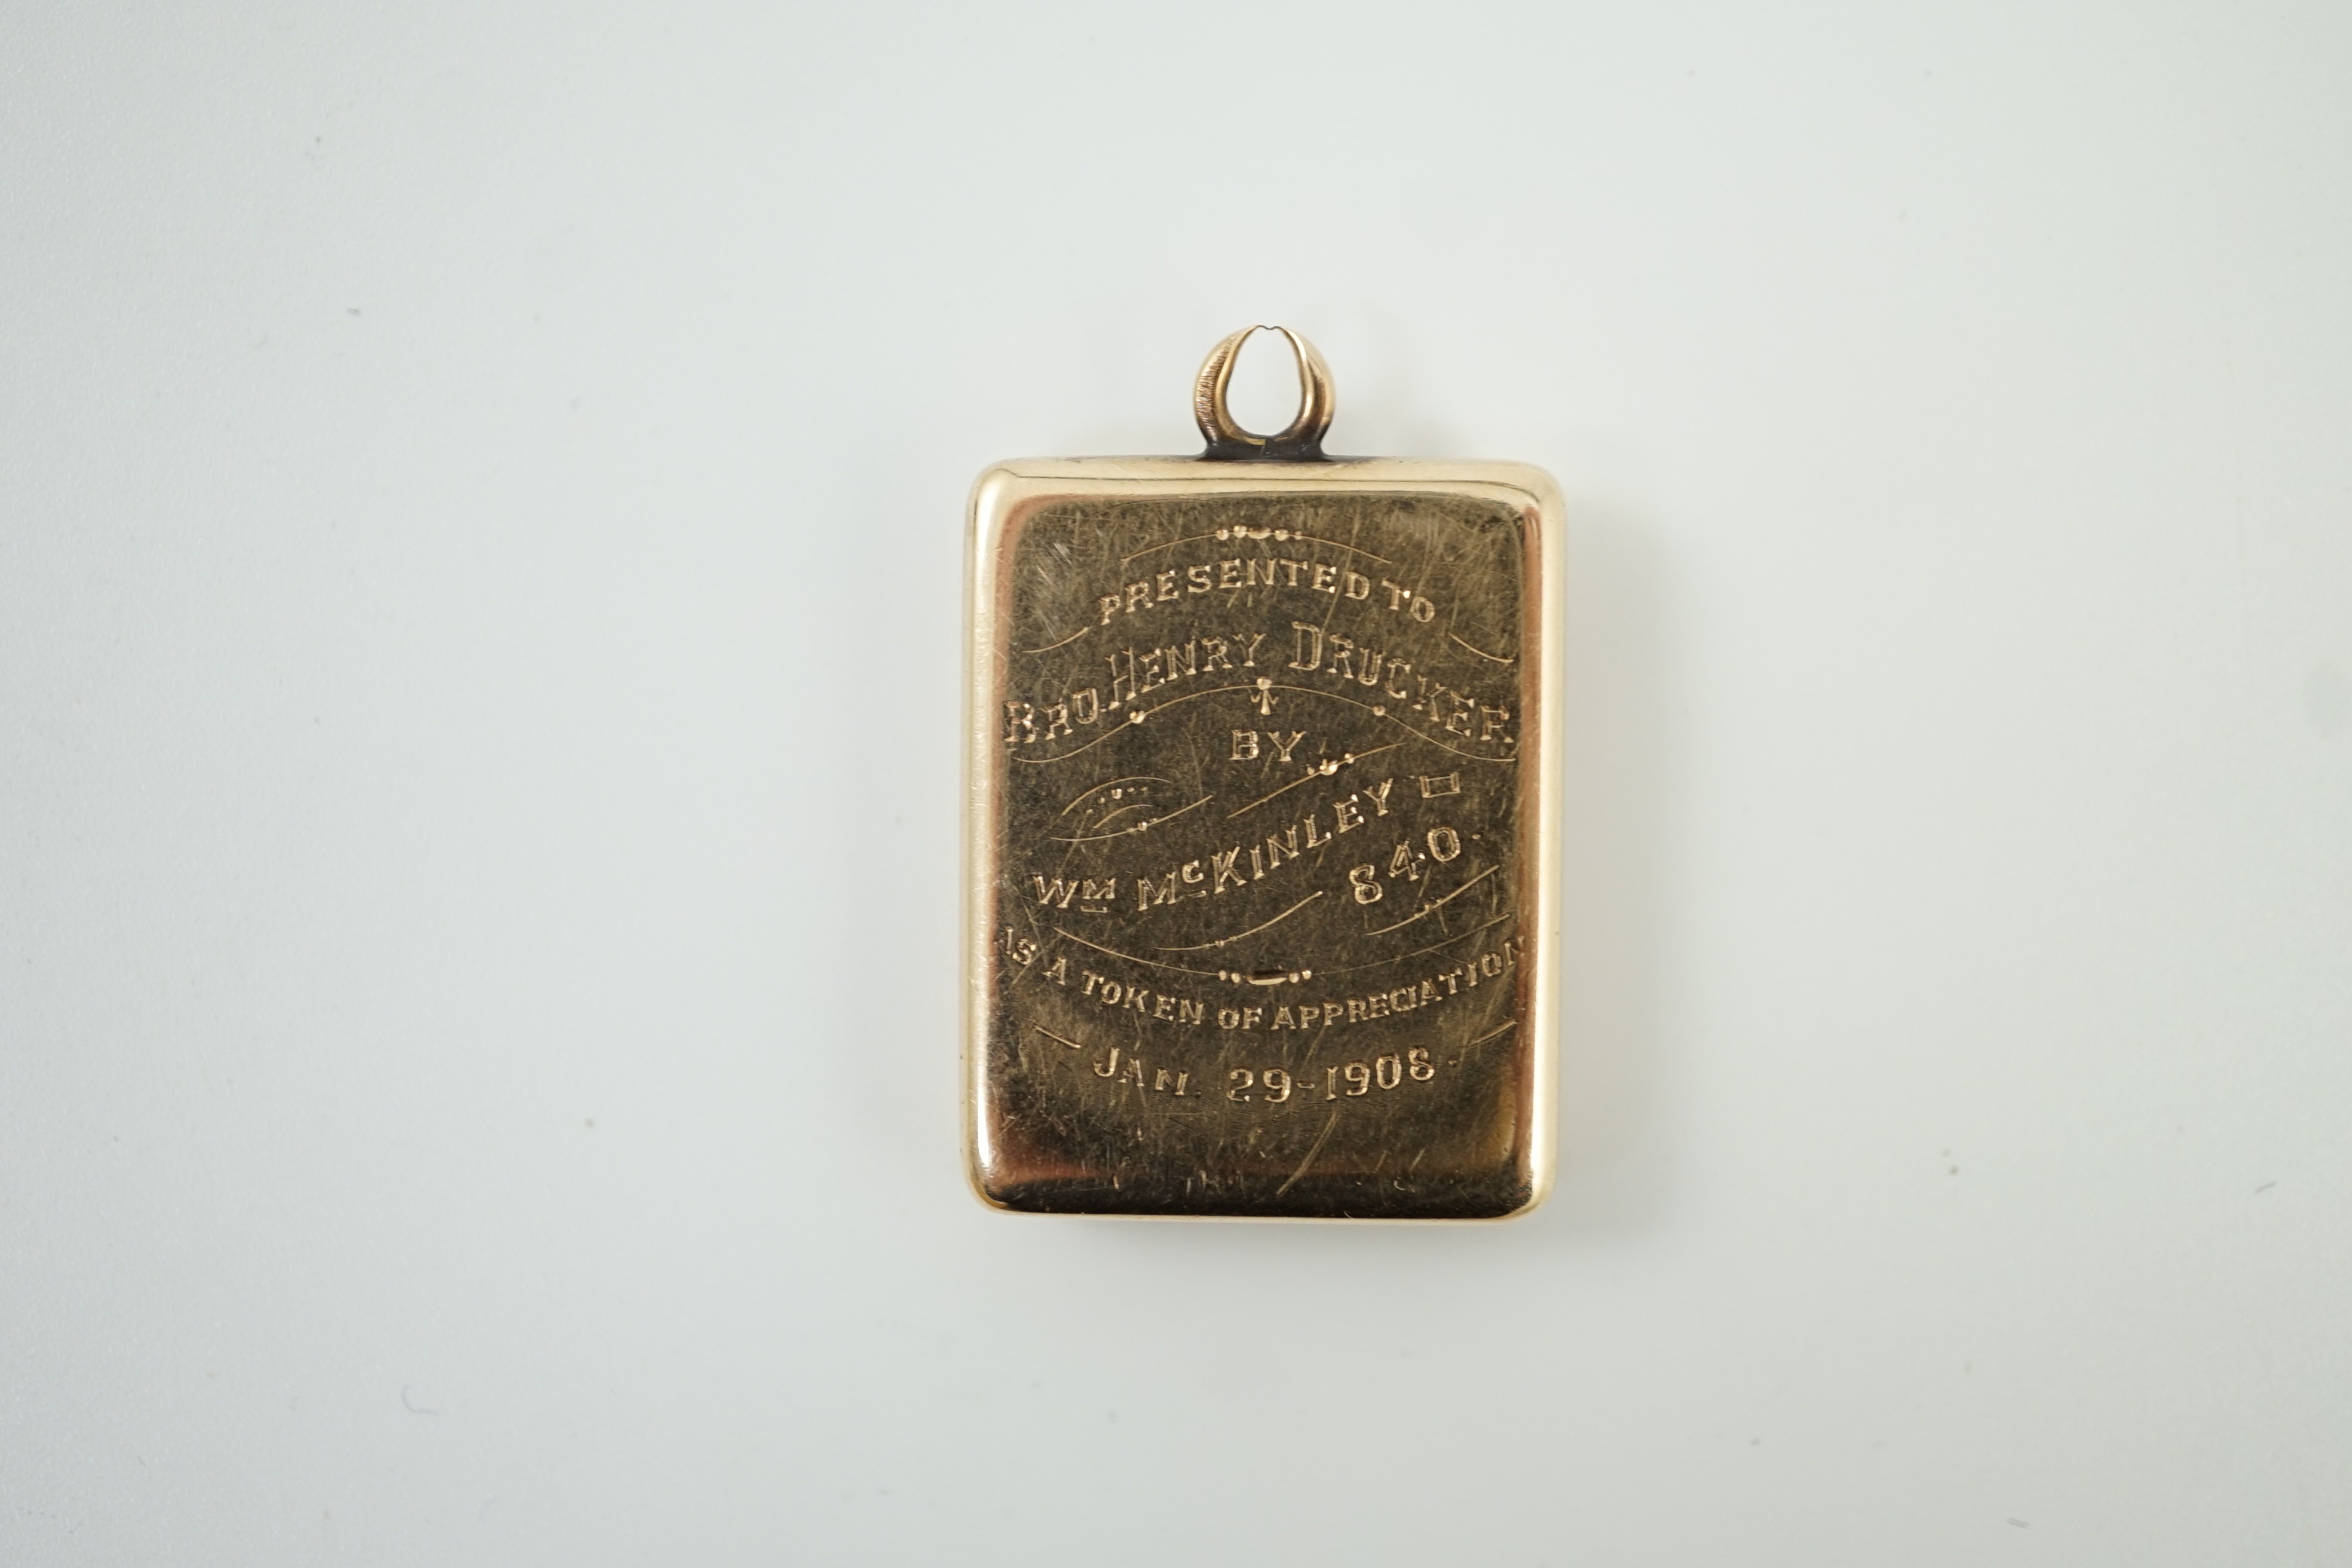 PRESENTED TO
BRO. HENRY DRUCKER
BY
WM MCKINLEY
840.
AS A TOKEN OF APPRECIATION
JAN. 29-1908.